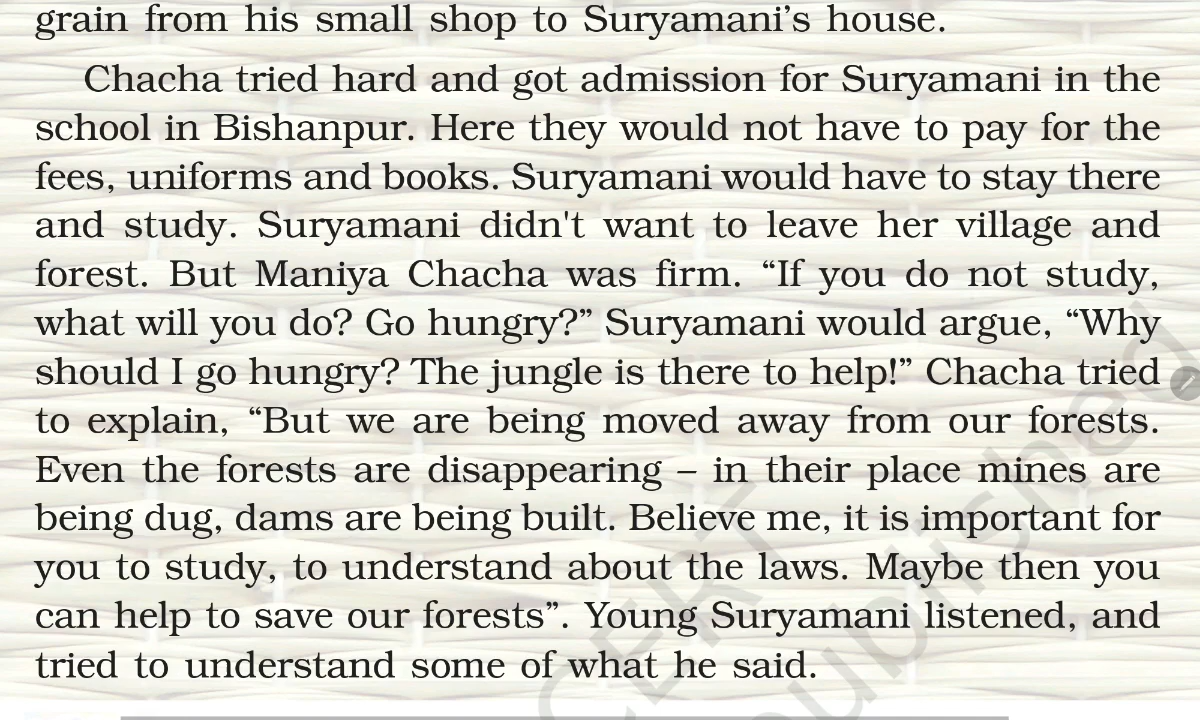 grain from his small shop to Suryamani’s house.
Chacha tried hard and got admission for Suryamani in the
school in Bishanpur. Here they would not have to pay for the
fees, uniforms and books. Suryamani would have to stay there
and study. Suryamani didn't want to leave her village and
forest. But Maniya Chacha was firm. “If you do not study,
what will you do? Go hungry?” Suryamani would argue, “Why
should I go hungry? The jungle is there to help!” Chacha tried
to explain, “But we are being moved away from our forests.
Even the forests are disappearing – in their place mines are
being dug, dams are being built. Believe me, it is important for
you to study, to understand about the laws. Maybe then you
can help to save our forests”. Young Suryamani listened, and
tried to understand some of what he said.